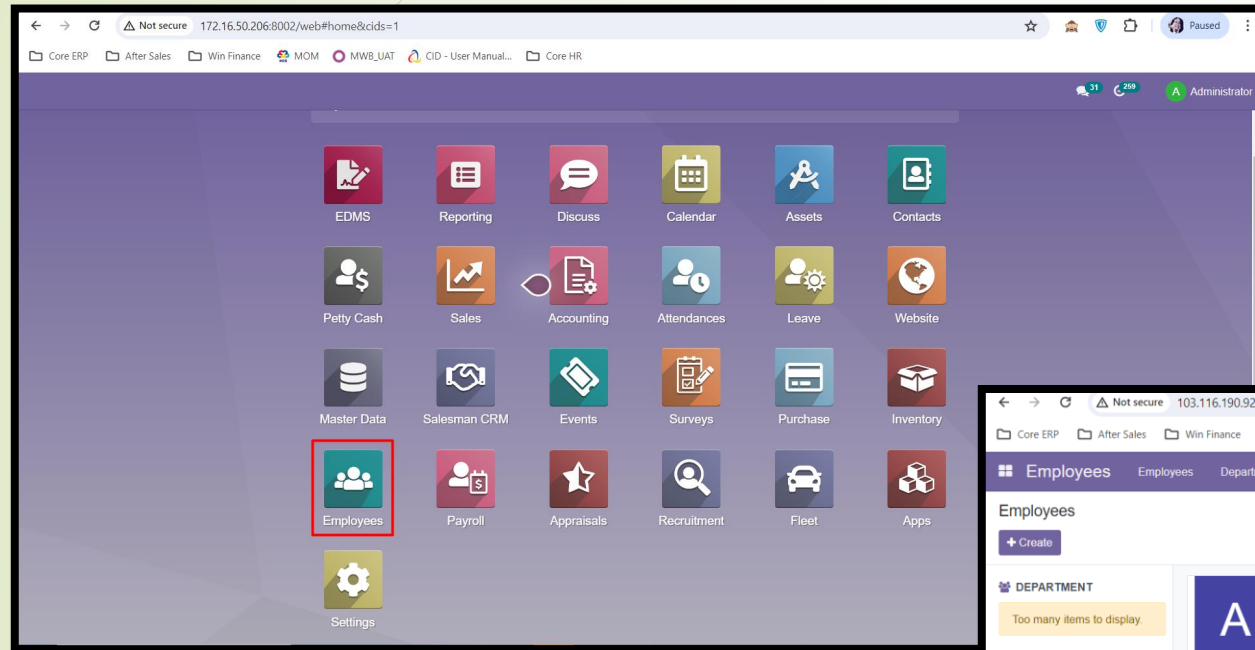 Not secure 172.16.50.206:8002/web#home&cids=1
Paused
Core ERP After Sales Win Finance MOM MWB_UAT CID - User Manual... Core HR
31 259 A Administrator
EDMS Reporting Discuss Calendar Assets Contacts
Petty Cash Sales Accounting Attendances Leave Website
Master Data Salesman CRM Events Surveys Purchase Inventory
Employees Payroll Appraisals Recruitment Fleet Apps
Settings
Not secure 103.116.190.92
Core ERP After Sales Win Finance
Employees Employees Depart
Employees
+ Create
DEPARTMENT
Too many items to display.
A